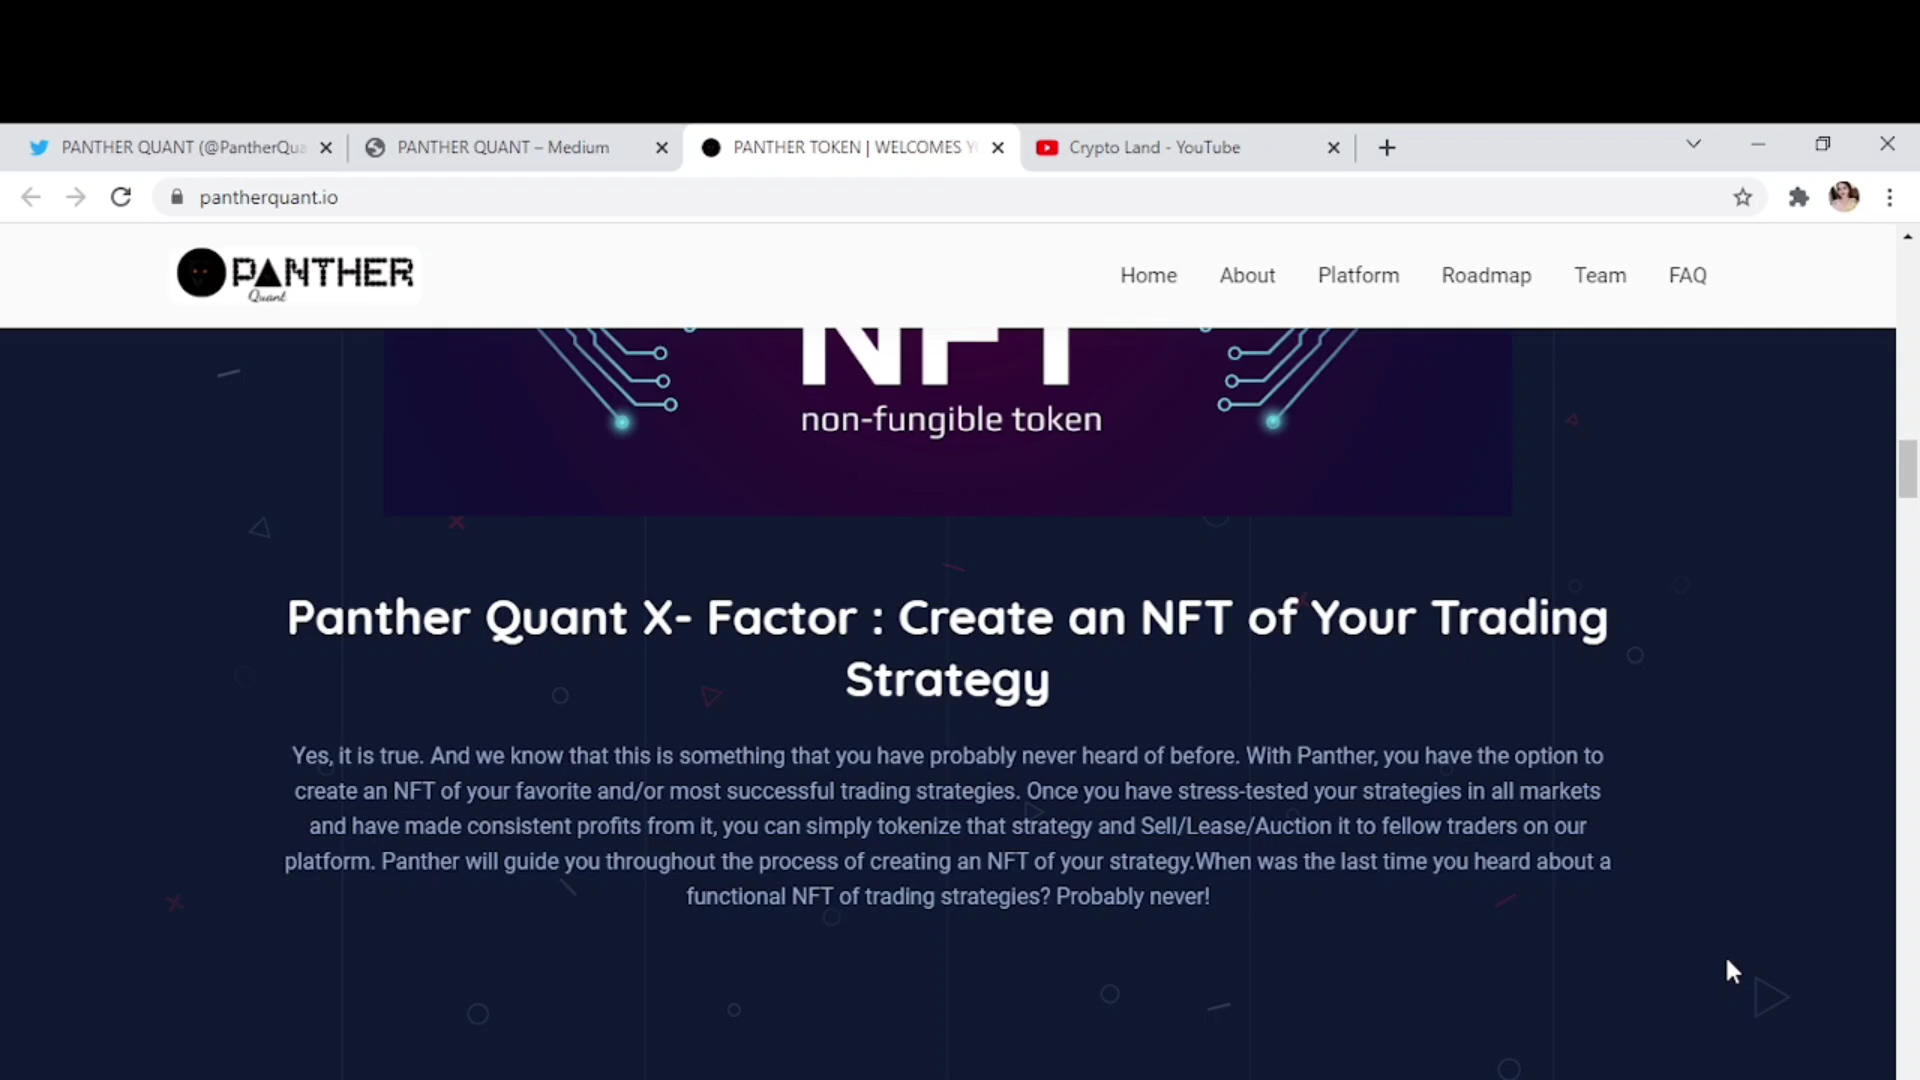 PANTHER QUANT (@PantherQua
PANTHER QUANT – Medium
PANTHER TOKEN | WELCOMES Y
Crypto Land - YouTube
pantherquant.io
PANTHER
Quant
Home
About
Platform
Roadmap
Team
FAQ
NFT
non-fungible token
Panther Quant X- Factor : Create an NFT of Your Trading
Strategy
Yes, it is true. And we know that this is something that you have probably never heard of before. With Panther, you have the option to
create an NFT of your favorite and/or most successful trading strategies. Once you have stress-tested your strategies in all markets
and have made consistent profits from it, you can simply tokenize that strategy and Sell/Lease/Auction it to fellow traders on our
platform. Panther will guide you throughout the process of creating an NFT of your strategy.When was the last time you heard about a
functional NFT of trading strategies? Probably never!